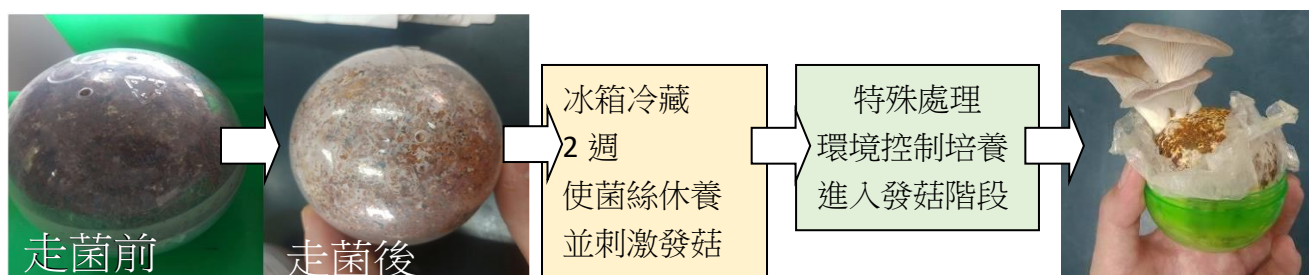 走菌前
走菌後
冰箱冷藏
2 週
使菌絲休養
並刺激發菇
特殊處理
環境控制培養
進入發菇階段